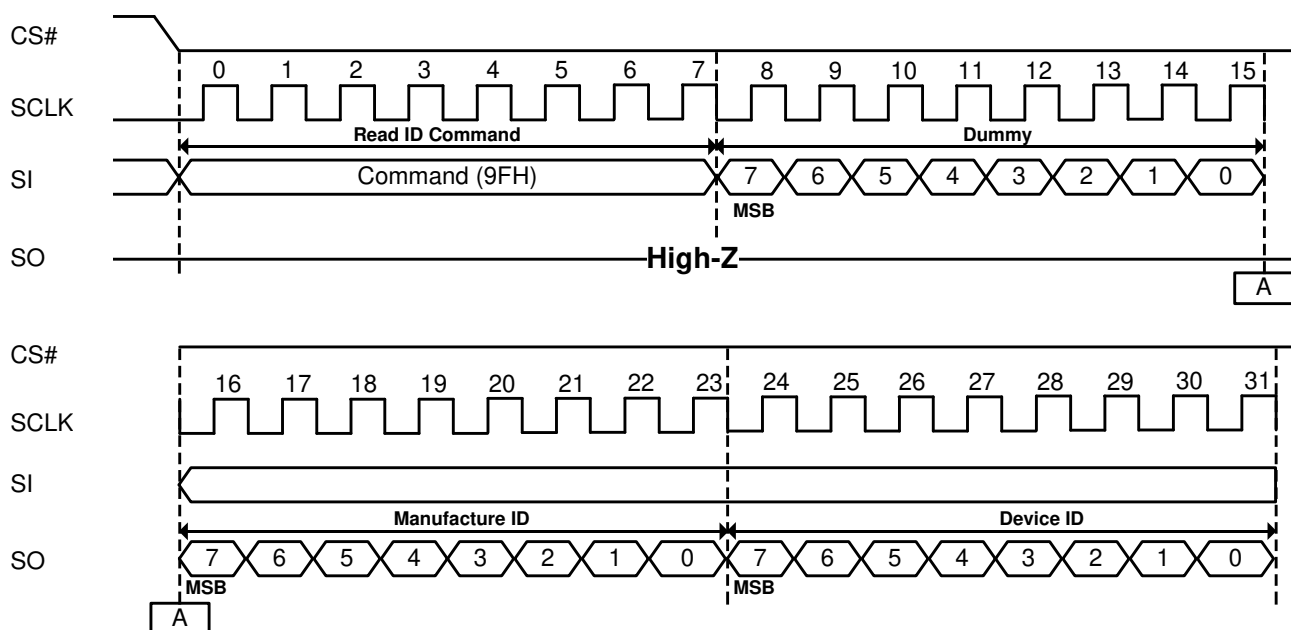 CS#
0 1 2 3 4 5 6 7 8 9 10 11 12 13 14 15
SCLK
Read ID Command Dummy
SI Command (9FH) 7 6 5 4 3 2 1 0
MSB
SO High-Z
A
CS#
16 17 18 19 20 21 22 23 24 25 26 27 28 29 30 31
SCLK
SI
Manufacture ID Device ID
SO 7 6 5 4 3 2 1 0 7 6 5 4 3 2 1 0
MSB MSB
A